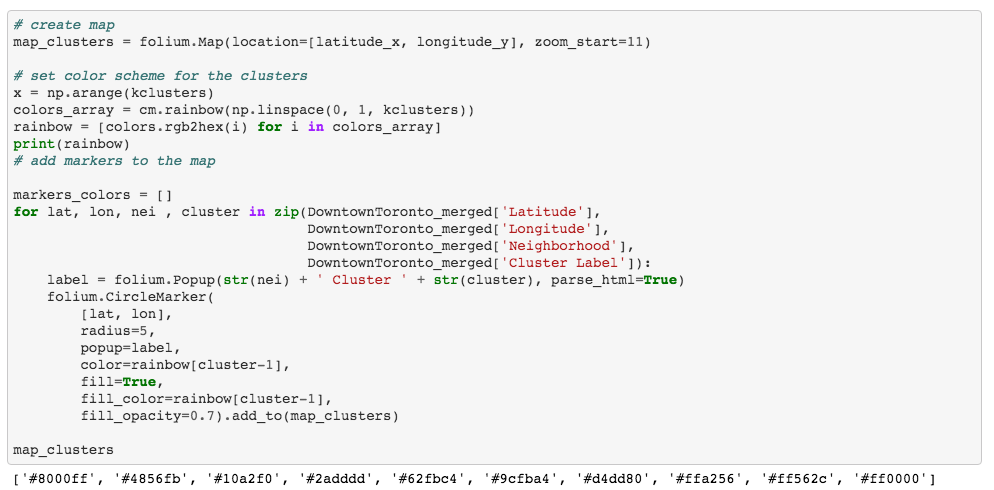 # create map
map_clusters = folium.Map(location=[latitude_x, longitude_y], zoom_start=11)

# set color scheme for the clusters
x = np.arange(kclusters)
colors_array = cm.rainbow(np.linspace(0, 1, kclusters))
rainbow = [colors.rgb2hex(i) for i in colors_array]
print(rainbow)
# add markers to the map

markers_colors = []
for lat, lon, nei , cluster in zip(DowntownToronto_merged['Latitude'],
                                   DowntownToronto_merged['Longitude'],
                                   DowntownToronto_merged['Neighborhood'],
                                   DowntownToronto_merged['Cluster Label']):
    label = folium.Popup(str(nei) + ' Cluster ' + str(cluster), parse_html=True)
    folium.CircleMarker(
        [lat, lon],
        radius=5,
        popup=label,
        color=rainbow[cluster-1],
        fill=True,
        fill_color=rainbow[cluster-1],
        fill_opacity=0.7).add_to(map_clusters)

map_clusters
['#8000ff', '#4856fb', '#10a2f0', '#2adddd', '#62fbc4', '#9cfba4', '#d4dd80', '#ffa256', '#ff562c', '#ff0000']